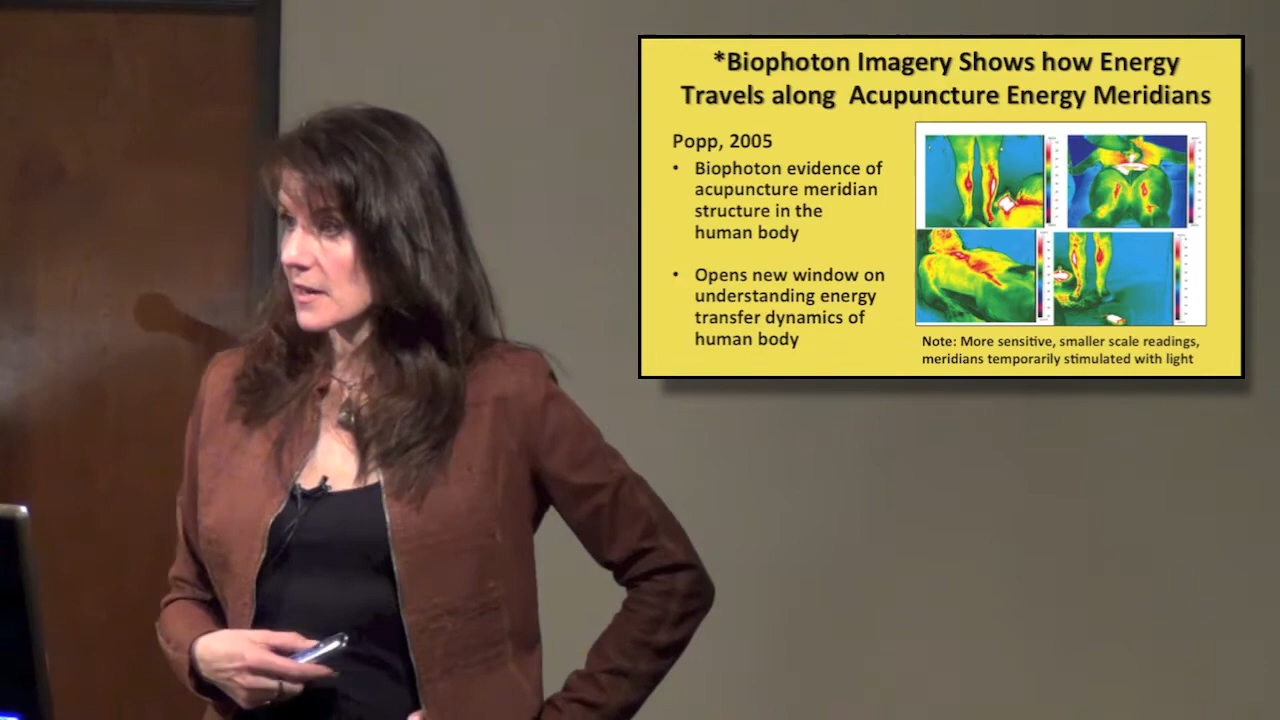 *Biophoton Imagery Shows how Energy
Travels along Acupuncture Energy Meridians
Popp, 2005
• Biophoton evidence of
acupuncture meridian
structure in the
human body
• Opens new window on
understanding energy
transfer dynamics of
human body
Note: More sensitive, smaller scale readings,
meridians temporarily stimulated with light